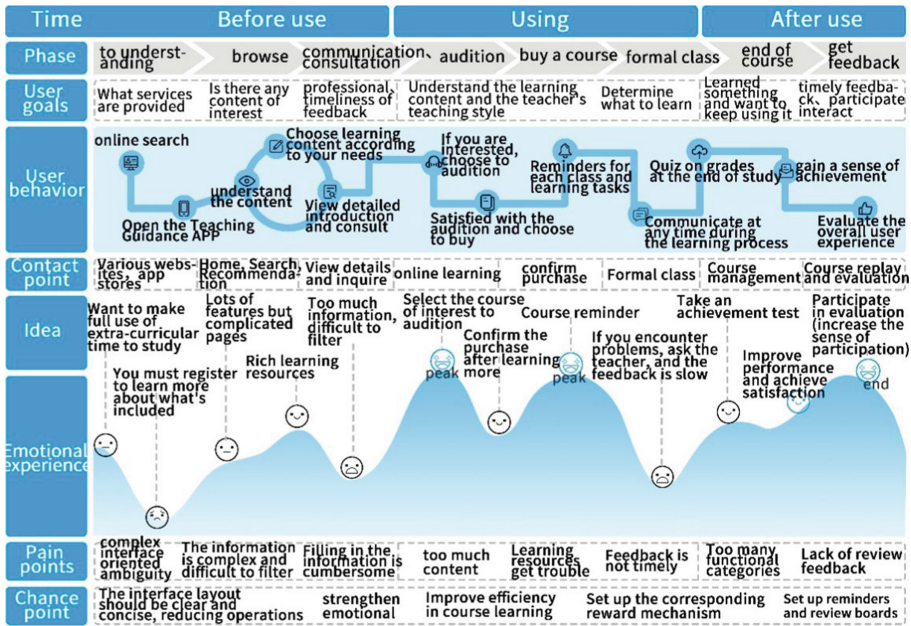 Time
Before use
Using
After use
Phase
to underst-
anding
browse
communication、
consultation
audition
buy a course
formal class
end of
course
get
feedback
User
goals
What services
are provided
Is there any
content of
interest
professional,
timeliness of
feedback
Understand the learning
content and the teacher's
teaching style
Determine
what to learn
Learned
something
and want to
keep using it
timely feedba-
ck、participate
interact
User
behavior
online search
Open the Teaching
Guidance APP
understand
the content
Choose learning
content according
to your needs
View detailed
introduction
and consult
If you are
interested,
choose to
audition
Satisfied with the
audition and choose
to buy
Reminders for
each class and
learning tasks
Communicate at
any time during
the learning process
Quiz on grades
at the end of study
gain a sense of
achievement
Evaluate the
overall user
experience
Contact
point
Various webs-
ites, app
stores
Home, Search,
Recommenda-
tion
View details
and inquire
online learning
confirm
purchase
Formal class
Course
management
Course replay
and evaluation
Idea
Want to make
full use of
extra-curricular
time to study
You must register
to learn more
about what's
included
Lots of
features but
complicated
pages
Rich learning
resources
Too much
information,
difficult to
filter
Select the course
of interest to
audition
Confirm the
purchase
after learning
more
Course reminder
If you encounter
problems, ask the
teacher, and the
feedback is slow
Take an
achievement test
Improve
performance
and achieve
satisfaction
Participate
in evaluation
(increase the
sense of
participation)
Emotional
experience
peak
peak
end
Pain
points
complex
interface
oriented
ambiguity
The information
is complex and
difficult to filter
Filling in the
information is
cumbersome
too much
content
Learning
resources
get trouble
Feedback is
not timely
Too many
functional
categories
Lack of review
feedback
Chance
point
The interface layout
should be clear and
concise, reducing operations
strengthen
emotional
Improve efficiency
in course learning
Set up the corresponding
reward mechanism
Set up reminders
and review boards